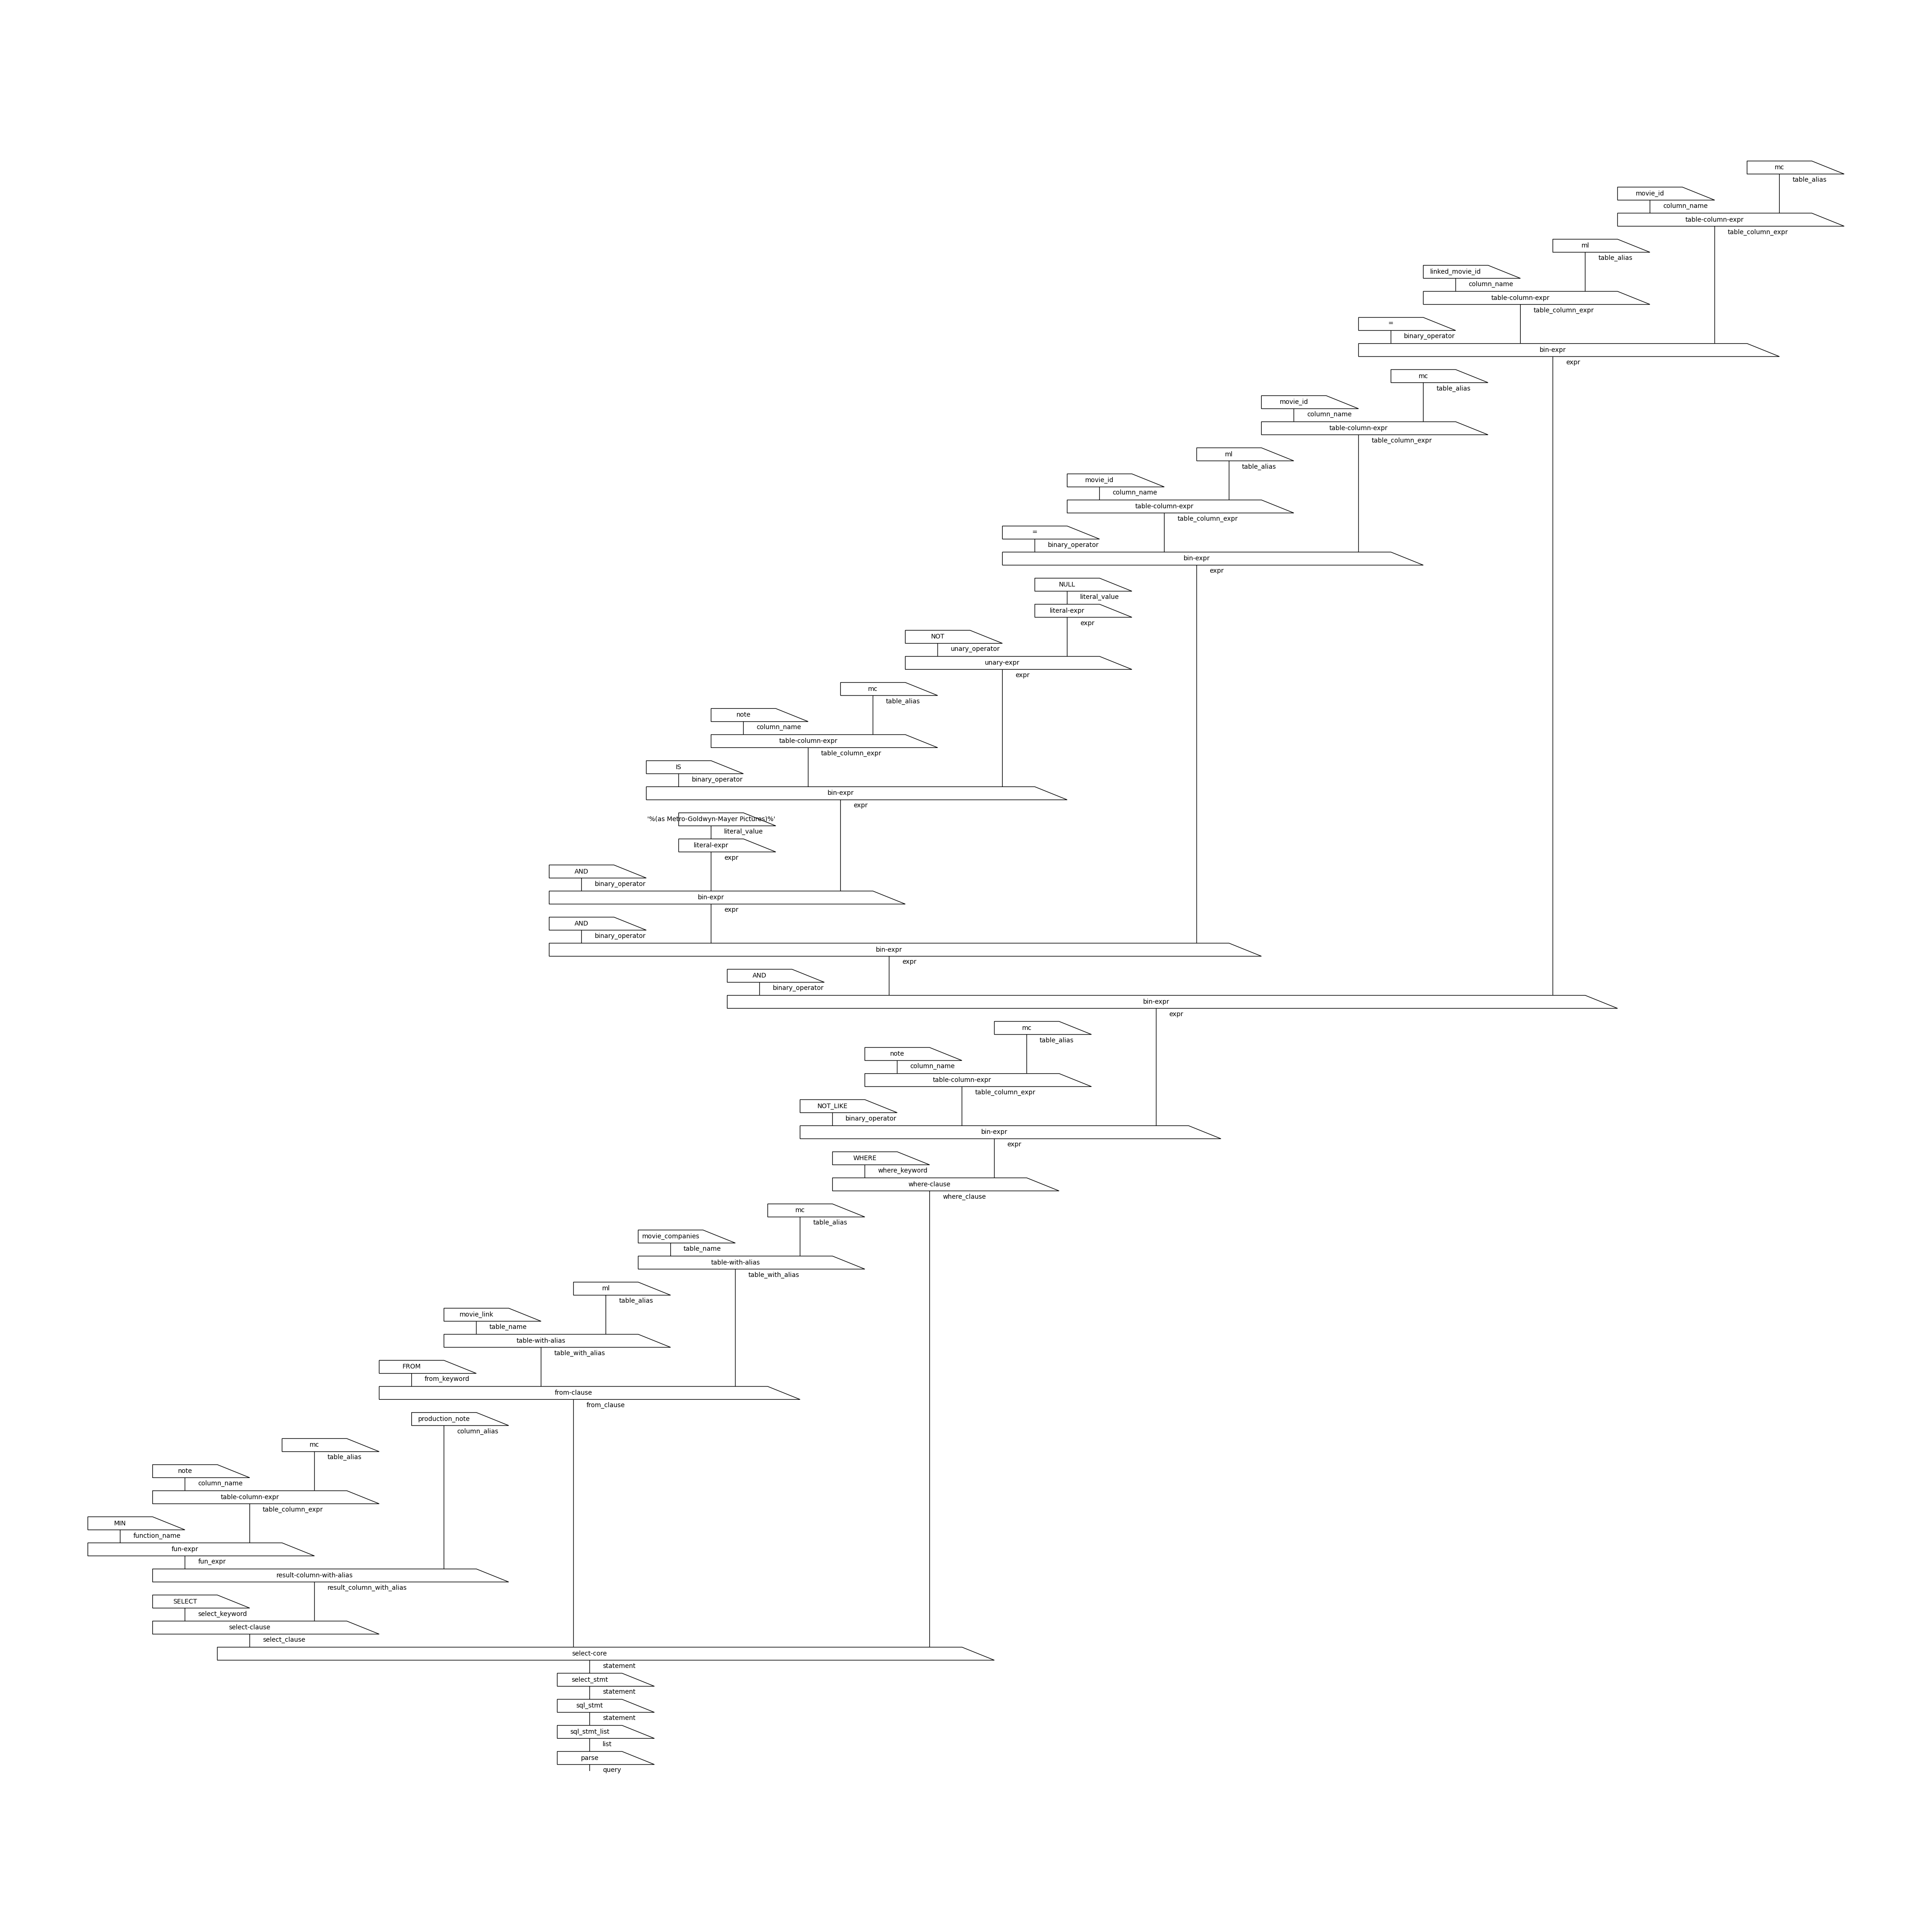 mc
table_alias
movie_id
column_name
table-column-expr
table_column_expr
ml
table_alias
linked_movie_id
column_name
table-column-expr
table_column_expr
=
binary_operator
bin-expr
expr
mc
table_alias
movie_id
column_name
table-column-expr
table_column_expr
ml
table_alias
movie_id
column_name
table-column-expr
table_column_expr
=
binary_operator
bin-expr
expr
NULL
literal_value
literal-expr
expr
NOT
unary_operator
unary-expr
expr
mc
table_alias
note
column_name
table-column-expr
table_column_expr
IS
binary_operator
bin-expr
expr
'%(as Metro-Goldwyn-Mayer Pictures)%'
literal_value
literal-expr
expr
AND
binary_operator
bin-expr
expr
AND
binary_operator
bin-expr
expr
AND
binary_operator
bin-expr
expr
mc
table_alias
note
column_name
table-column-expr
table_column_expr
NOT_LIKE
binary_operator
bin-expr
expr
WHERE
where_keyword
where-clause
where_clause
mc
table_alias
movie_companies
table_name
table-with-alias
table_with_alias
ml
table_alias
movie_link
table_name
table-with-alias
table_with_alias
FROM
from_keyword
from-clause
from_clause
production_note
column_alias
mc
table_alias
note
column_name
table-column-expr
table_column_expr
MIN
function_name
fun-expr
fun_expr
result-column-with-alias
result_column_with_alias
SELECT
select_keyword
select-clause
select_clause
select-core
statement
select_stmt
statement
sql_stmt
statement
sql_stmt_list
list
parse
query